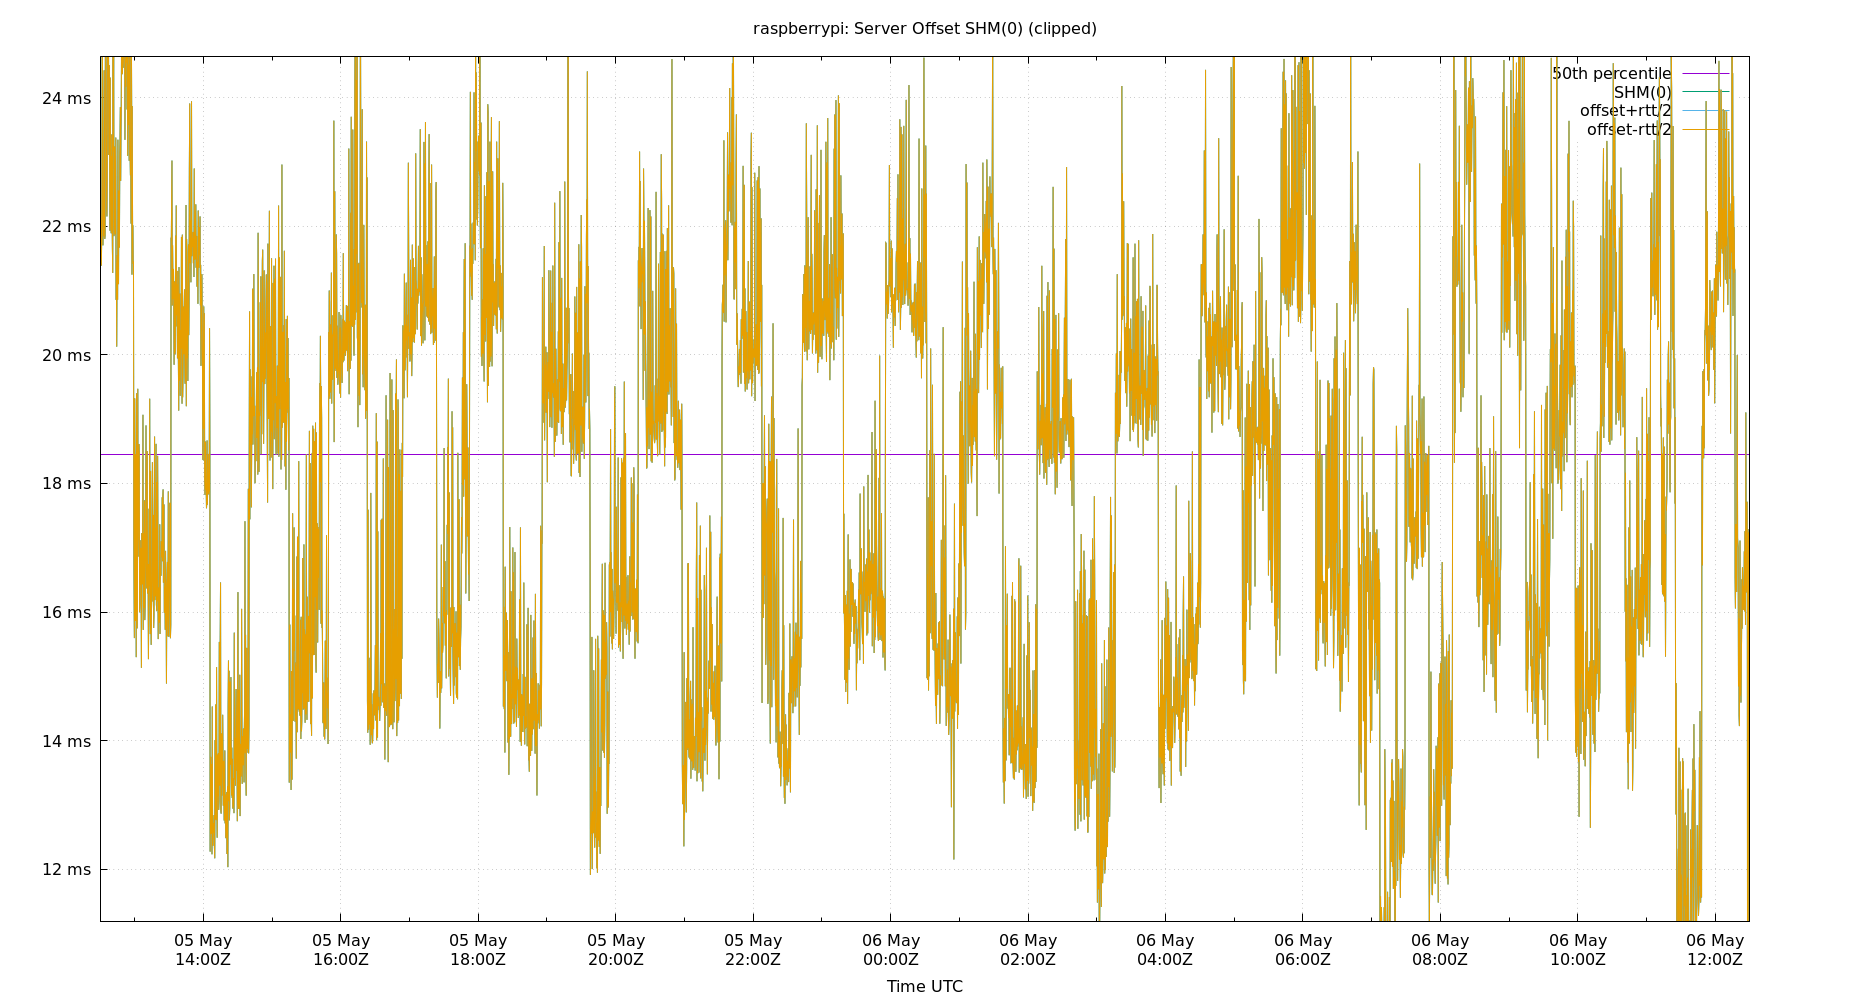 raspberrypi: Server Offset SHM(0) (clipped)
50th percentile
SHM(0)
offset+rtt/2
offset-rtt/2
24 ms
22 ms
20 ms
18 ms
16 ms
14 ms
12 ms
05 May 05 May 05 May 05 May 05 May 06 May 06 May 06 May 06 May 06 May 06 May 06 May
14:00Z 16:00Z 18:00Z 20:00Z 22:00Z 00:00Z 02:00Z 04:00Z 06:00Z 08:00Z 10:00Z 12:00Z
Time UTC